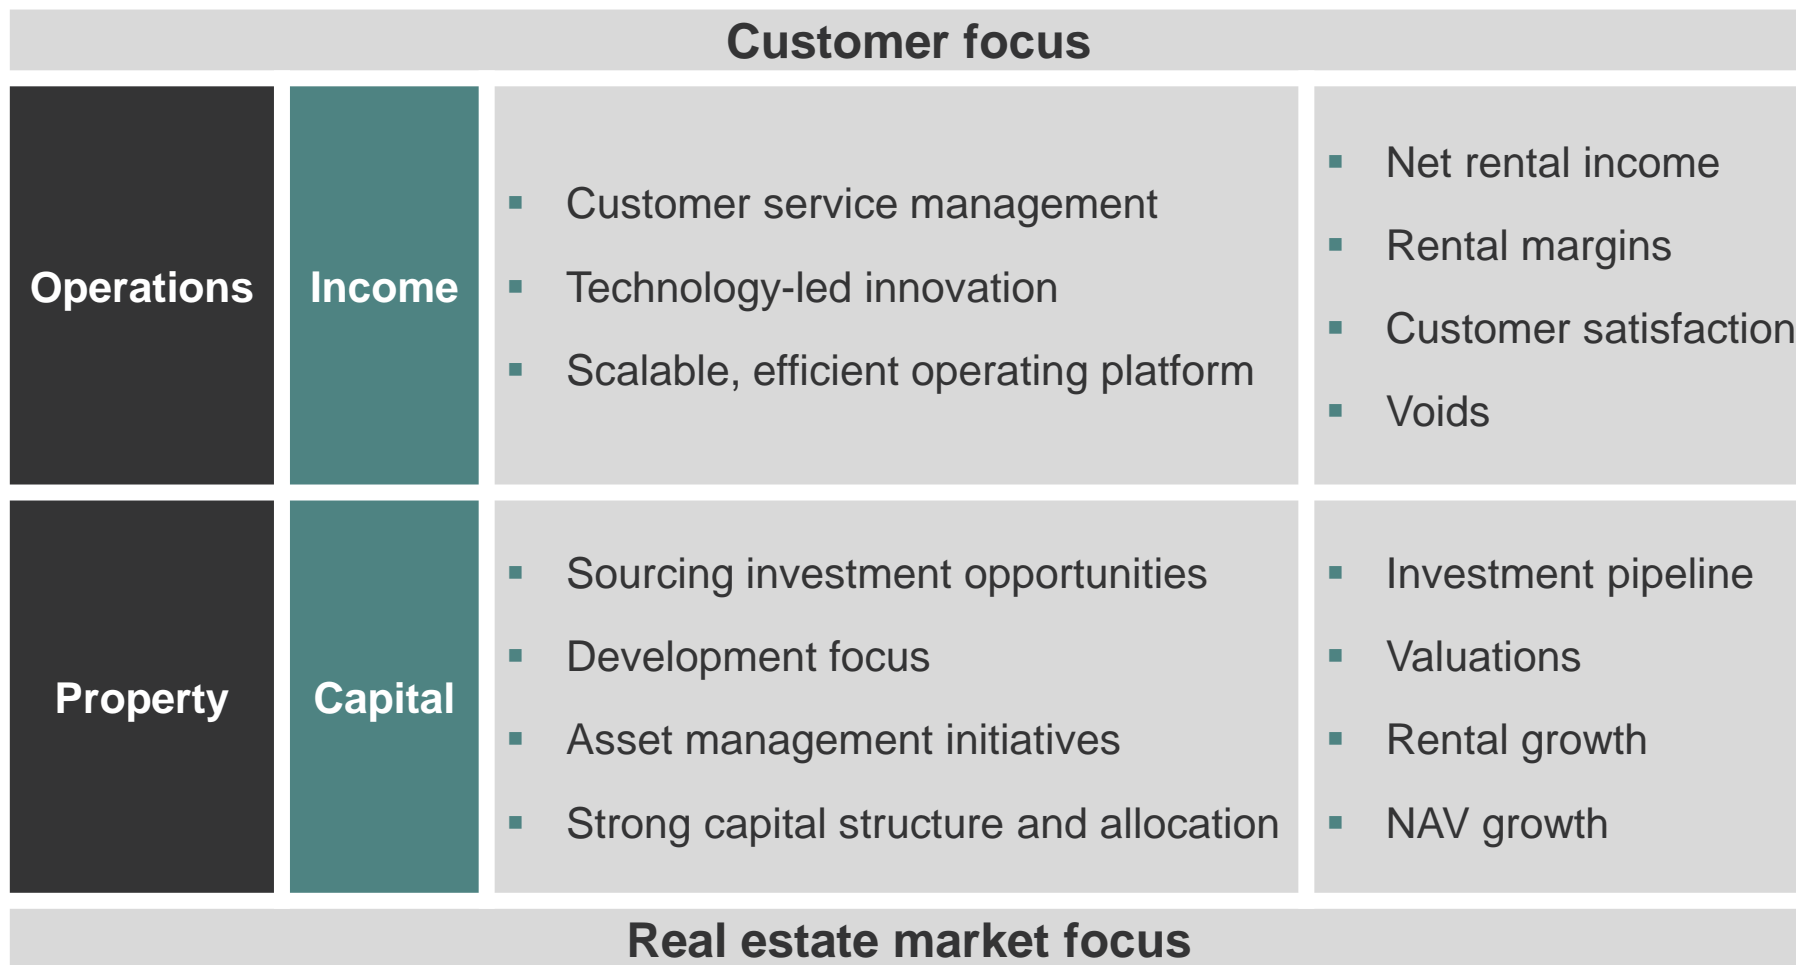 Customer focus
Operations
Income
▪ Customer service management
▪ Technology-led innovation
▪ Scalable, efficient operating platform
▪ Net rental income
▪ Rental margins
▪ Customer satisfaction
▪ Voids
Property
Capital
▪ Sourcing investment opportunities
▪ Development focus
▪ Asset management initiatives
▪ Strong capital structure and allocation
▪ Investment pipeline
▪ Valuations
▪ Rental growth
▪ NAV growth
Real estate market focus